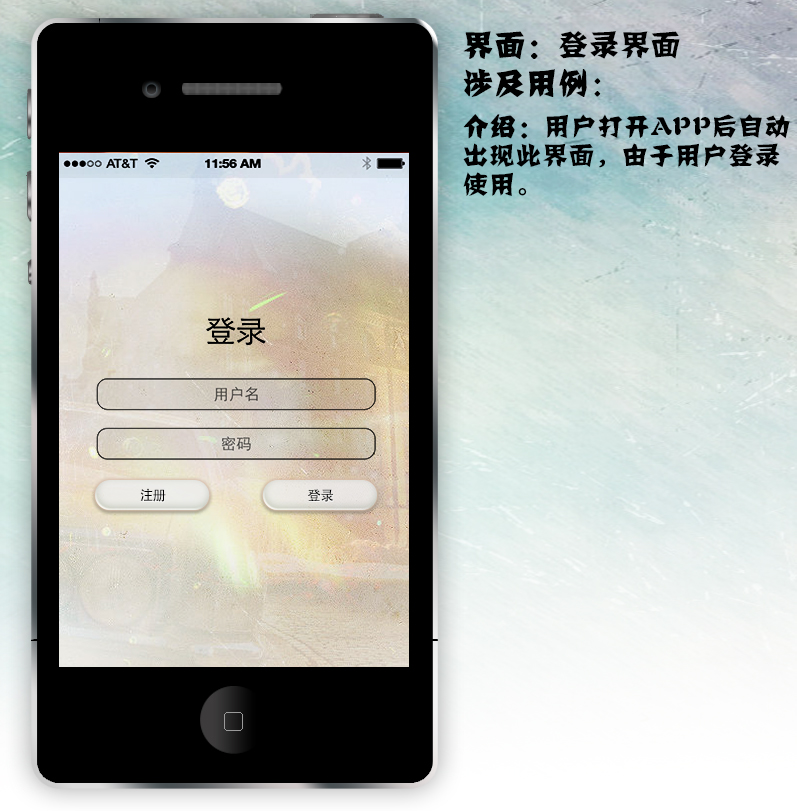 界面：登录界面
涉及用例：
介绍：用户打开APP后自动
出现此界面，由于用户登录
使用。
AT&T 11:56 AM
登录
用户名
密码
注册 登录